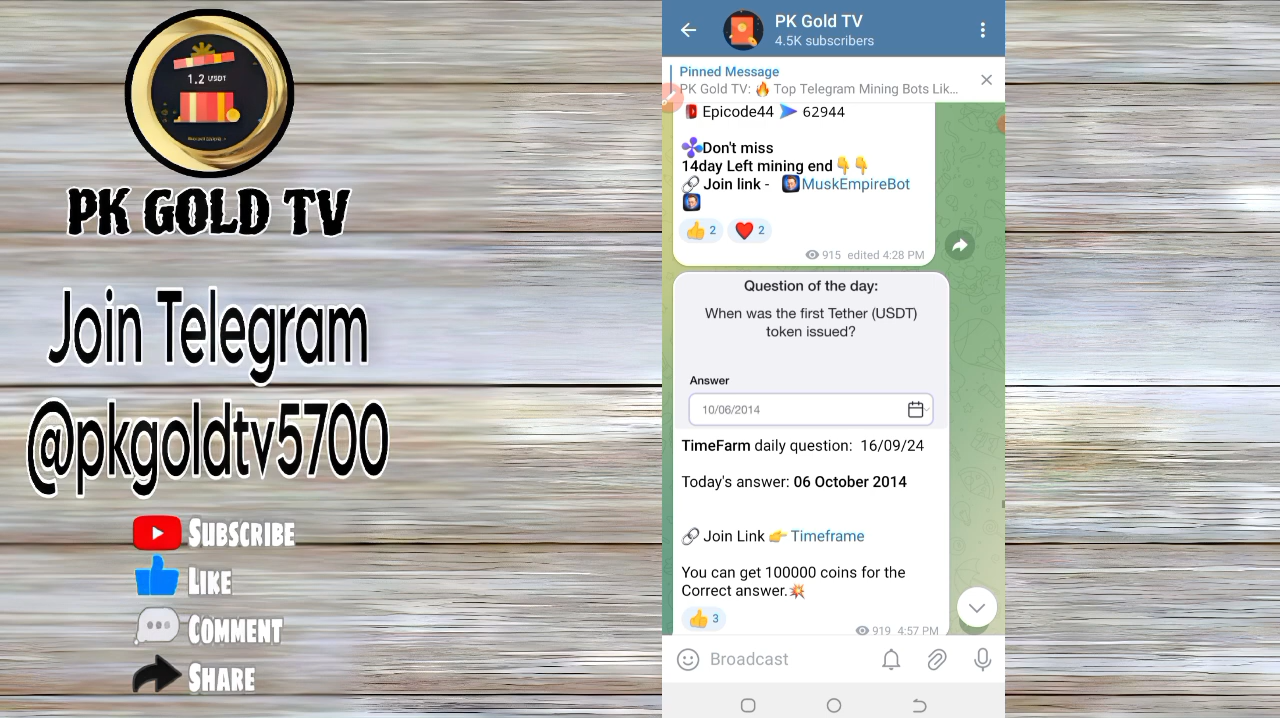 1.2 USDT
PK GOLD TV
Join Telegram
@pkgoldtv5700
SUBSCRIBE
LIKE
COMMENT
SHARE
PK Gold TV
4.5K subscribers
Pinned Message
PK Gold TV: 🔥 Top Telegram Mining Bots Lik...
Epicode44 62944
Don't miss
14day Left mining end👇👇
🔗 Join link - MuskEmpireBot
👍 2 ❤️ 2
915 edited 4:28 PM
Question of the day:
When was the first Tether (USDT)
token issued?
Answer
10/06/2014
TimeFarm daily question: 16/09/24
Today's answer: 06 October 2014
🔗 Join Link 👉 Timeframe
You can get 100000 coins for the
Correct answer.💥
👍 3
919 4:57 PM
Broadcast